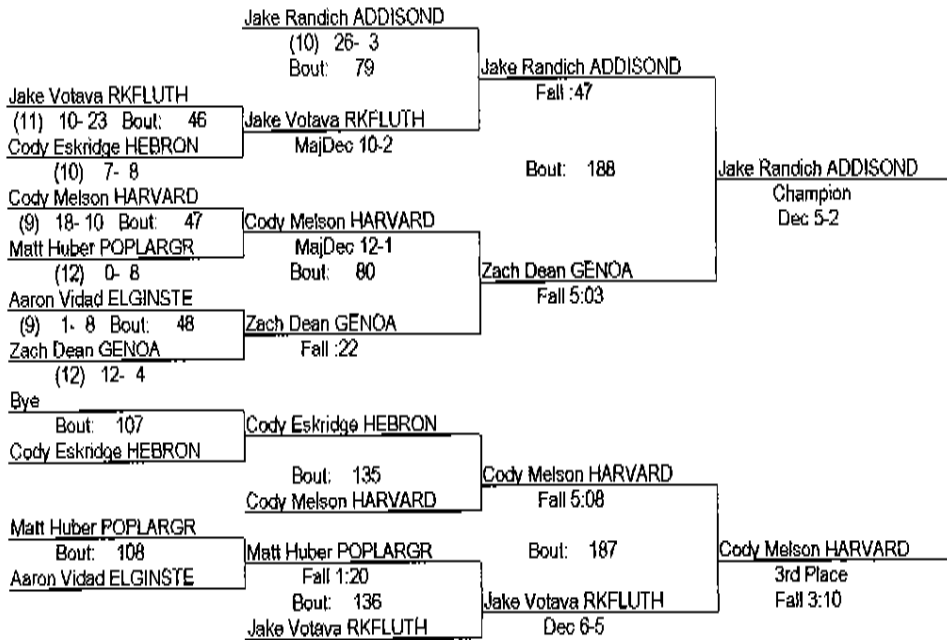 Jake Randich ADDISOND
(10) 26- 3
Bout: 79
Jake Randich ADDISOND
Fall :47
Jake Votava RKFLUTH
(11) 10- 23 Bout: 46
Jake Votava RKFLUTH
MajDec 10-2
Cody Eskridge HEBRON
(10) 7- 8
Bout: 188
Jake Randich ADDISOND
Champion
Dec 5-2
Cody Melson HARVARD
(9) 18- 10 Bout: 47
Cody Melson HARVARD
MajDec 12-1
Bout: 80
Matt Huber POPLARGR
(12) 0- 8
Zach Dean GENOA
Fall 5:03
Aaron Vidad ELGINSTE
(9) 1- 8 Bout: 48
Zach Dean GENOA
Fall :22
Zach Dean GENOA
(12) 12- 4
Bye
Bout: 107
Cody Eskridge HEBRON
Cody Eskridge HEBRON
Bout: 135
Cody Melson HARVARD
Fall 5:08
Cody Melson HARVARD
Matt Huber POPLARGR
Bout: 108
Matt Huber POPLARGR
Fall 1:20
Bout: 136
Aaron Vidad ELGINSTE
Bout: 187
Cody Melson HARVARD
3rd Place
Fall 3:10
Jake Votava RKFLUTH
Dec 6-5
Jake Votava RKFLUTH